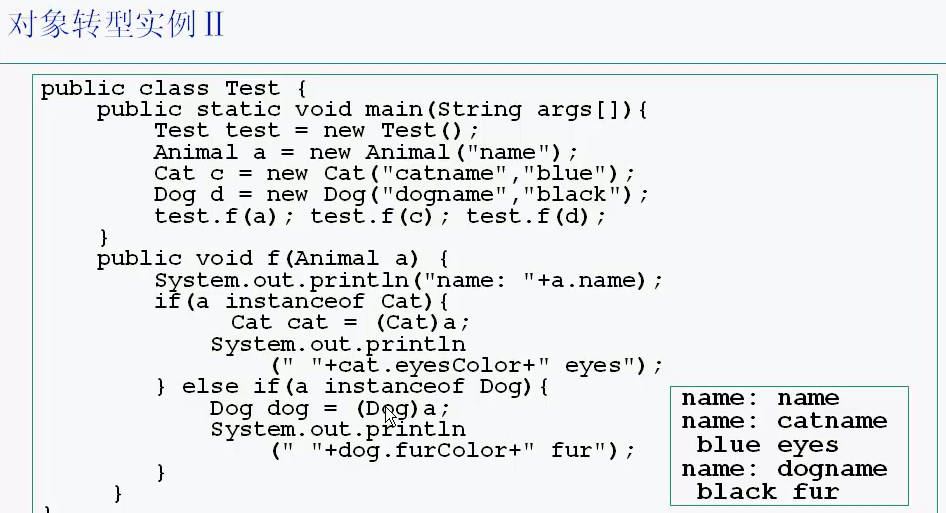 对象转型实例Ⅱ
public class Test {
    public static void main(String args[]){
        Test test = new Test();
        Animal a = new Animal("name");
        Cat c = new Cat("catname","blue");
        Dog d = new Dog("dogname","black");
        test.f(a); test.f(c); test.f(d);
    }
    public void f(Animal a) {
        System.out.println("name: "+a.name);
        if(a instanceof Cat){
             Cat cat = (Cat)a;
            System.out.println
                (" "+cat.eyesColor+" eyes");
        } else if(a instanceof Dog){
            Dog dog = (Dog)a;
            System.out.println
                (" "+dog.furColor+" fur");
        }
     }
}
name: name
name: catname
 blue eyes
name: dogname
 black fur